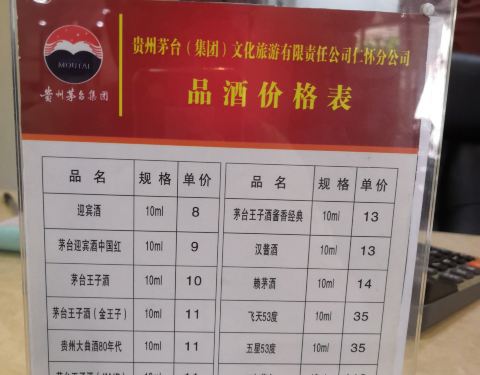 贵州茅台（集团）文化旅游有限责任公司仁怀分公司
MOUTAI
贵州茅台集团
品酒价格表
品名 规格 单价 品名 规格 单价
迎宾酒 10ml 8 茅台王子酒酱香经典 10ml 13
茅台迎宾酒中国红 10ml 9 汉酱酒 10ml 13
茅台王子酒 10ml 10 赖茅酒 10ml 14
茅台王子酒（金王子） 10ml 11 飞天53度 10ml 35
贵州大典酒80年代 10ml 11 五星53度 10ml 35